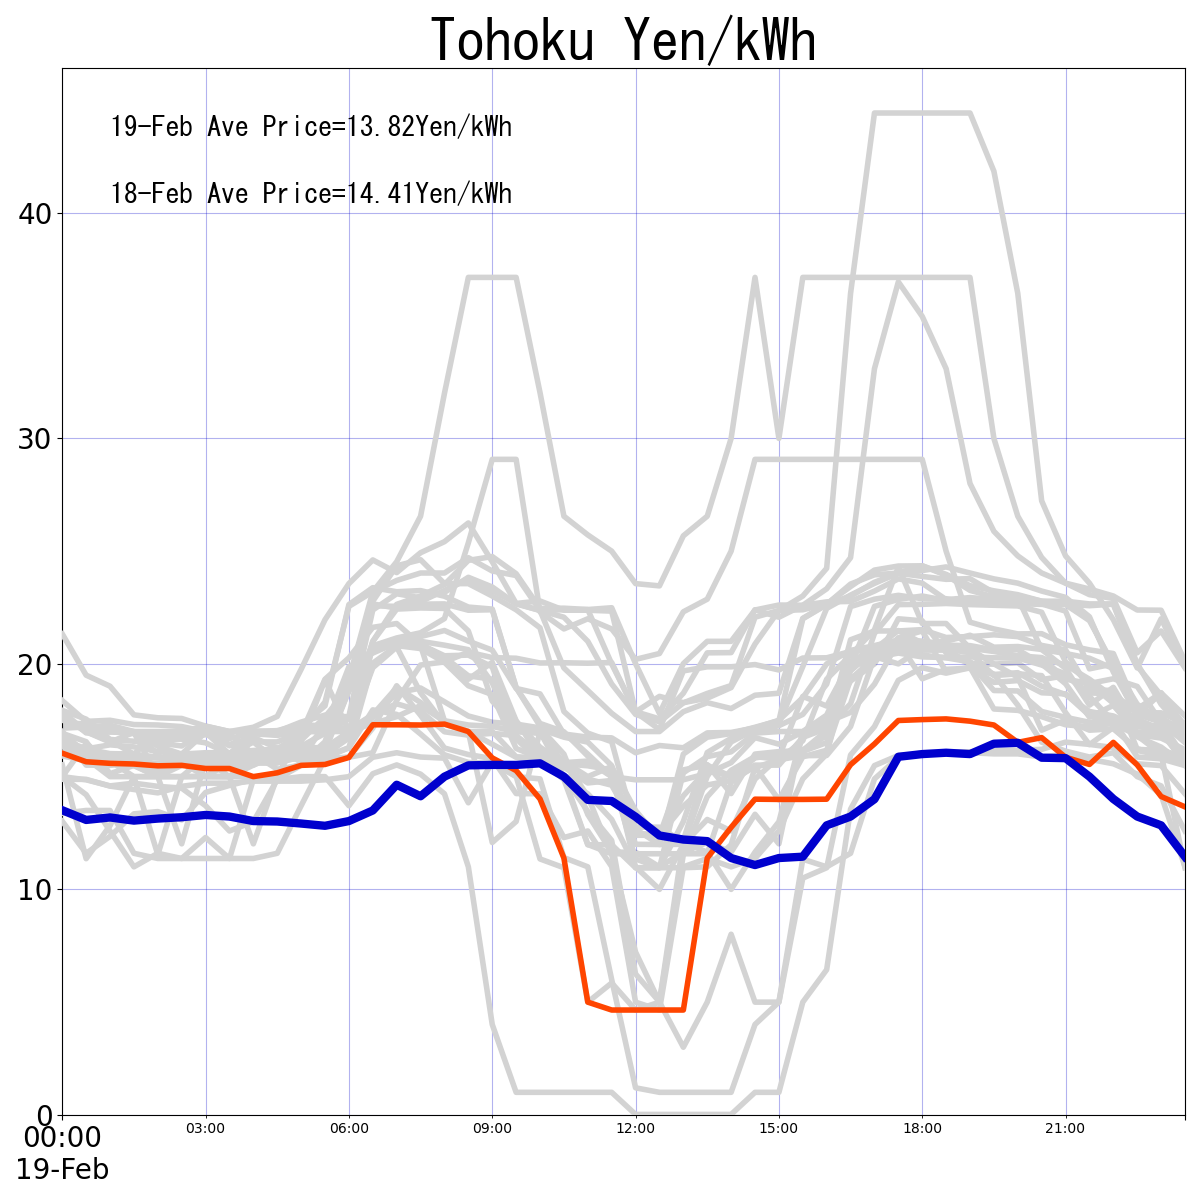 Tohoku Yen/kWh
19-Feb Ave Price=13.82Yen/kWh
18-Feb Ave Price=14.41Yen/kWh
40
30
20
10
0
00:00 03:00 06:00 09:00 12:00 15:00 18:00 21:00
19-Feb